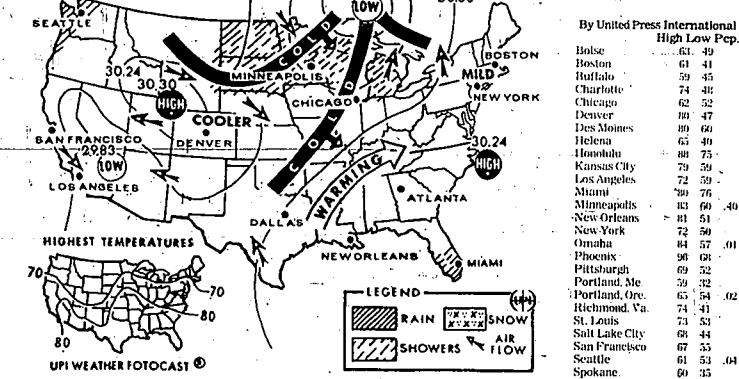 SEATTLE
LOW
COLD
MINNEAPOLIS
BOSTON
MILD
NEW YORK
30.24
30.30
HIGH
COOLER
CHICAGO
DENVER
SAN FRANCISCO
29.83
LOW
LOS ANGELES
COLD
30.24
HIGH
WARMING
ATLANTA
DALLAS
NEW ORLEANS
MIAMI
HIGHEST TEMPERATURES
70
70
80
80
UPI WEATHER FOTOCAST ®
LEGEND
UPI
RAIN
SNOW
SHOWERS
AIR FLOW
By United Press International
High Low Pcp.
Boise 63 49
Boston 61 41
Buffalo 59 45
Charlotte 74 48
Chicago 62 52
Denver 80 47
Des Moines 80 60
Helena 65 40
Honolulu 88 75
Kansas City 79 59
Los Angeles 72 59
Miami 80 76
Minneapolis 83 60 .40
New Orleans 81 51
New York 72 50
Omaha 84 57 .01
Phoenix 96 68
Pittsburgh 69 52
Portland, Me. 59 32
Portland, Ore. 65 54 .02
Richmond, Va. 74 41
St. Louis 73 53
Salt Lake City 68 44
San Francisco 67 55
Seattle 61 53 .04
Spokane 60 35